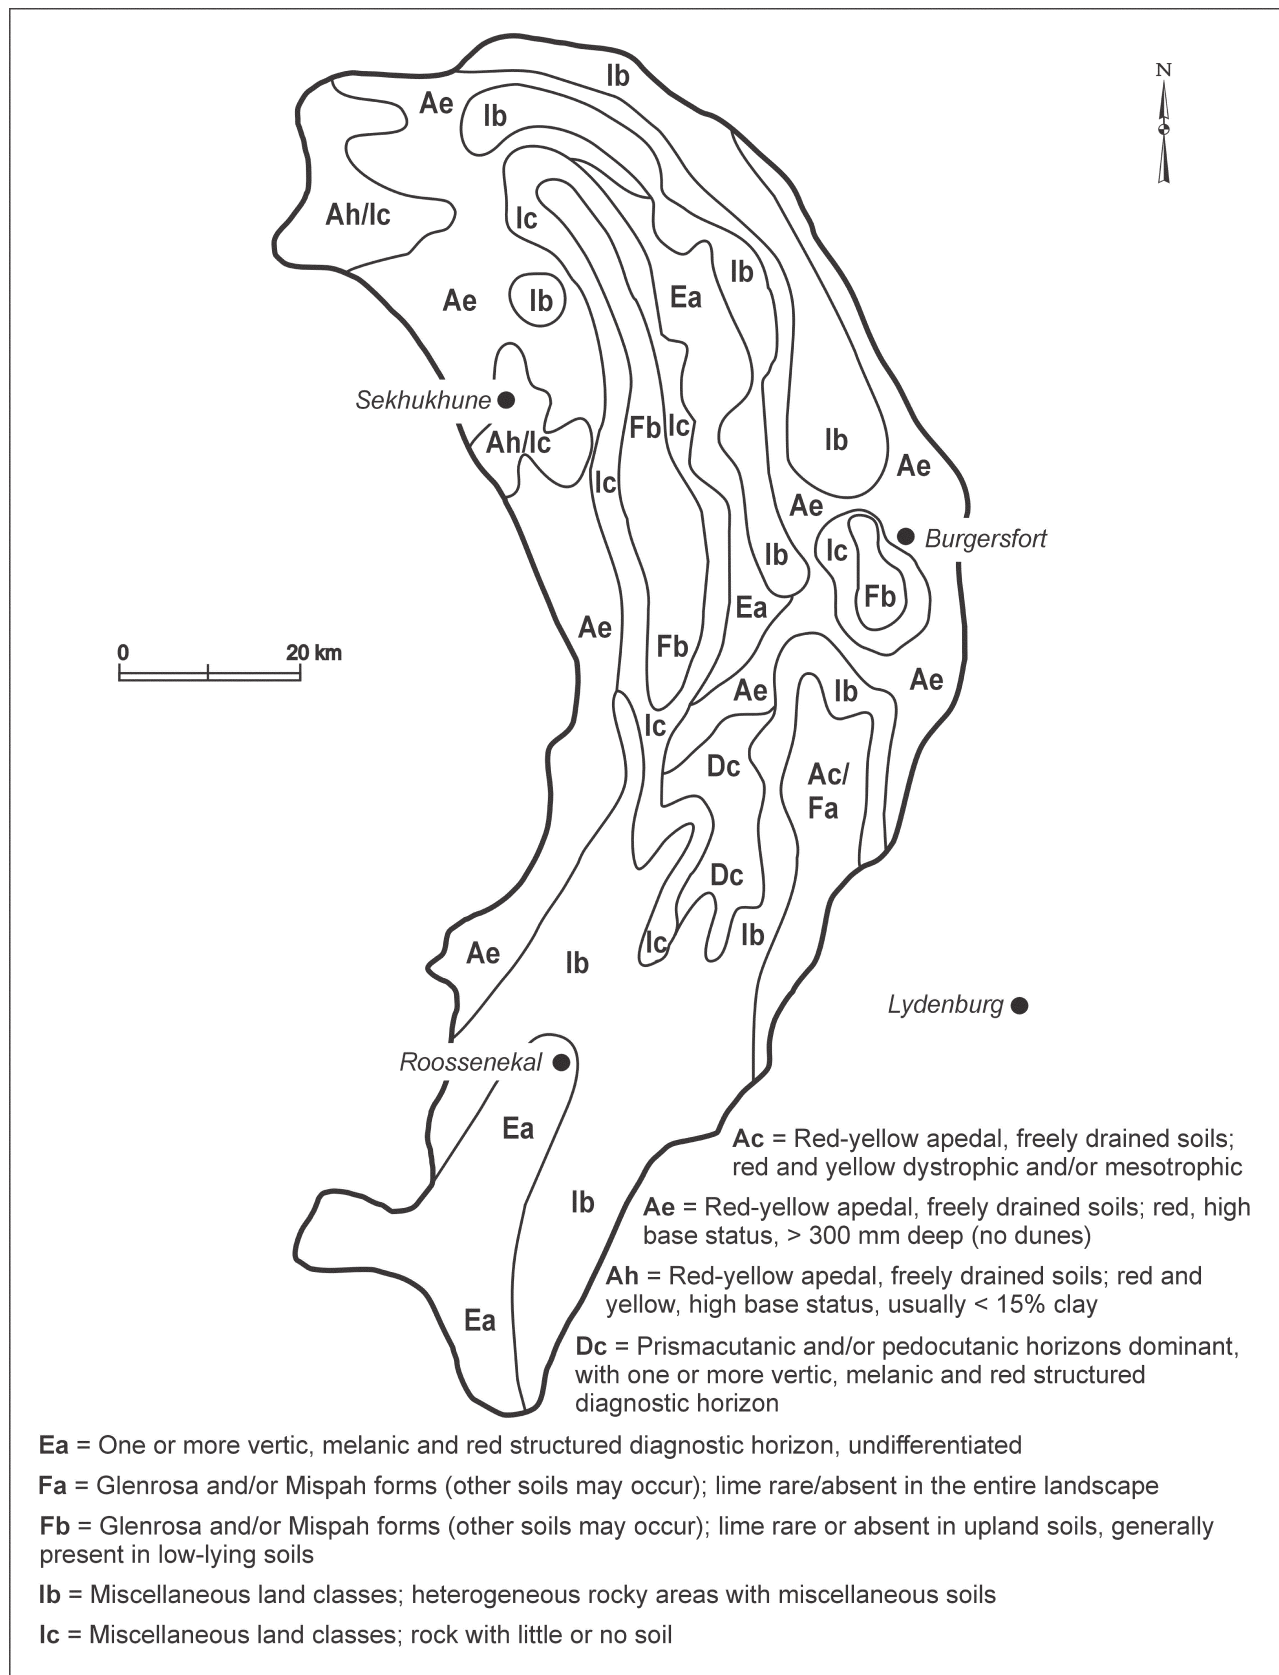 N
Ib
Ae
Ib
Ah/Ic
Ic
Ib
Ea
Ae
Ib
Sekhukhune
Fb
Ic
Ib
Ah/Ic
Ae
Ic
Ae
Burgersfort
Ic
Ib
Fb
Ea
Ae
Fb
0 20 km
Ae
Ae
Ib
Ic
Dc
Ac/
Fa
Dc
Ib
Ic
Ae
Ib
Lydenburg
Roossenekal
Ea
Ib
Ea
Ac = Red-yellow apedal, freely drained soils;
red and yellow dystrophic and/or mesotrophic
Ae = Red-yellow apedal, freely drained soils; red, high
base status, > 300 mm deep (no dunes)
Ah = Red-yellow apedal, freely drained soils; red and
yellow, high base status, usually < 15% clay
Dc = Prismacutanic and/or pedocutanic horizons dominant,
with one or more vertic, melanic and red structured
diagnostic horizon
Ea = One or more vertic, melanic and red structured diagnostic horizon, undifferentiated
Fa = Glenrosa and/or Mispah forms (other soils may occur); lime rare/absent in the entire landscape
Fb = Glenrosa and/or Mispah forms (other soils may occur); lime rare or absent in upland soils, generally
present in low-lying soils
Ib = Miscellaneous land classes; heterogeneous rocky areas with miscellaneous soils
Ic = Miscellaneous land classes; rock with little or no soil